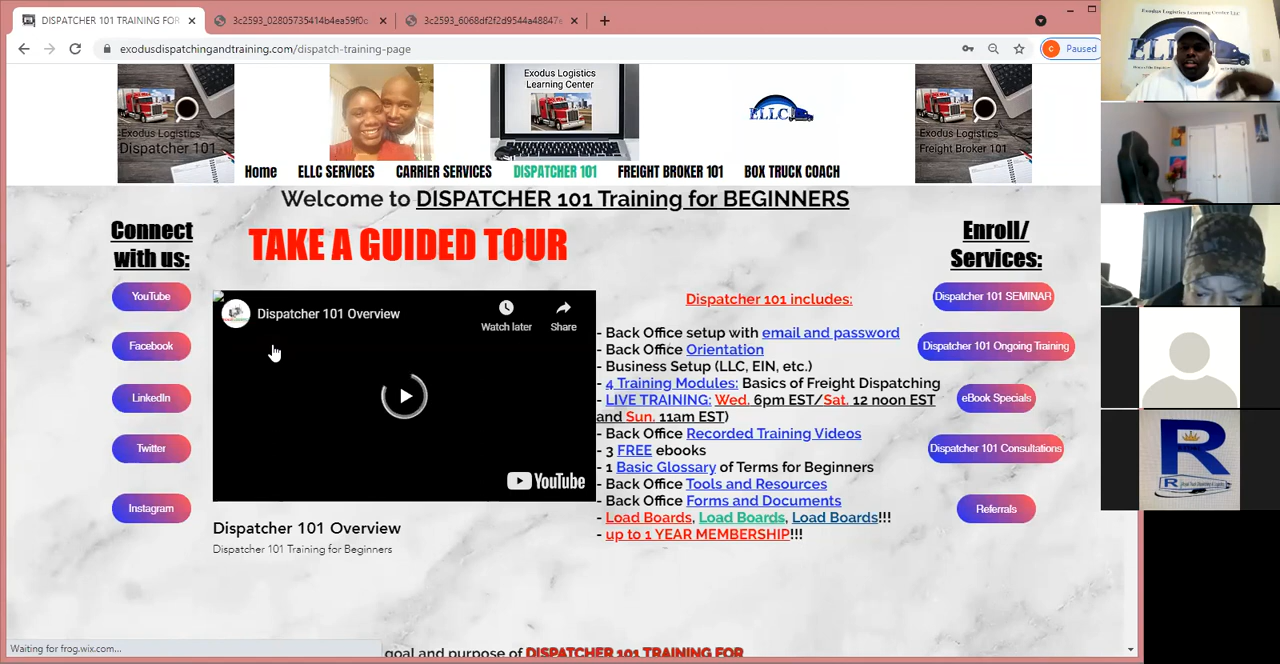 DISPATCHER 101 TRAINING FOR
3c2593_02805735414b4ea59f0c
3c2593_6068df2f2d9544a48847e
exodusdispatchingandtraining.com/dispatch-training-page
C Paused
Exodus Logistics Learning Center LLC
ELLC
Exodus Logistics
Dispatcher 101
Exodus Logistics
Learning Center
ELLC
Exodus Logistics
Freight Broker 101
Home ELLC SERVICES CARRIER SERVICES DISPATCHER 101 FREIGHT BROKER 101 BOX TRUCK COACH
Welcome to DISPATCHER 101 Training for BEGINNERS
Connect
with us:
YouTube
Facebook
LinkedIn
Twitter
Instagram
TAKE A GUIDED TOUR
Dispatcher 101 Overview
Watch later
Share
YouTube
Dispatcher 101 Overview
Dispatcher 101 Training for Beginners
Dispatcher 101 includes:
- Back Office setup with email and password
- Back Office Orientation
- Business Setup (LLC, EIN, etc.)
- 4 Training Modules: Basics of Freight Dispatching
- LIVE TRAINING: Wed. 6pm EST/Sat. 12 noon EST
and Sun. 11am EST)
- Back Office Recorded Training Videos
- 3 FREE ebooks
- 1 Basic Glossary of Terms for Beginners
- Back Office Tools and Resources
- Back Office Forms and Documents
- Load Boards, Load Boards, Load Boards!!!
- up to 1 YEAR MEMBERSHIP!!!
Enroll/
Services:
Dispatcher 101 SEMINAR
Dispatcher 101 Ongoing Training
eBook Specials
Dispatcher 101 Consultations
Referrals
R
goal and purpose of DISPATCHER 101 TRAINING FOR
Waiting for frog.wix.com...